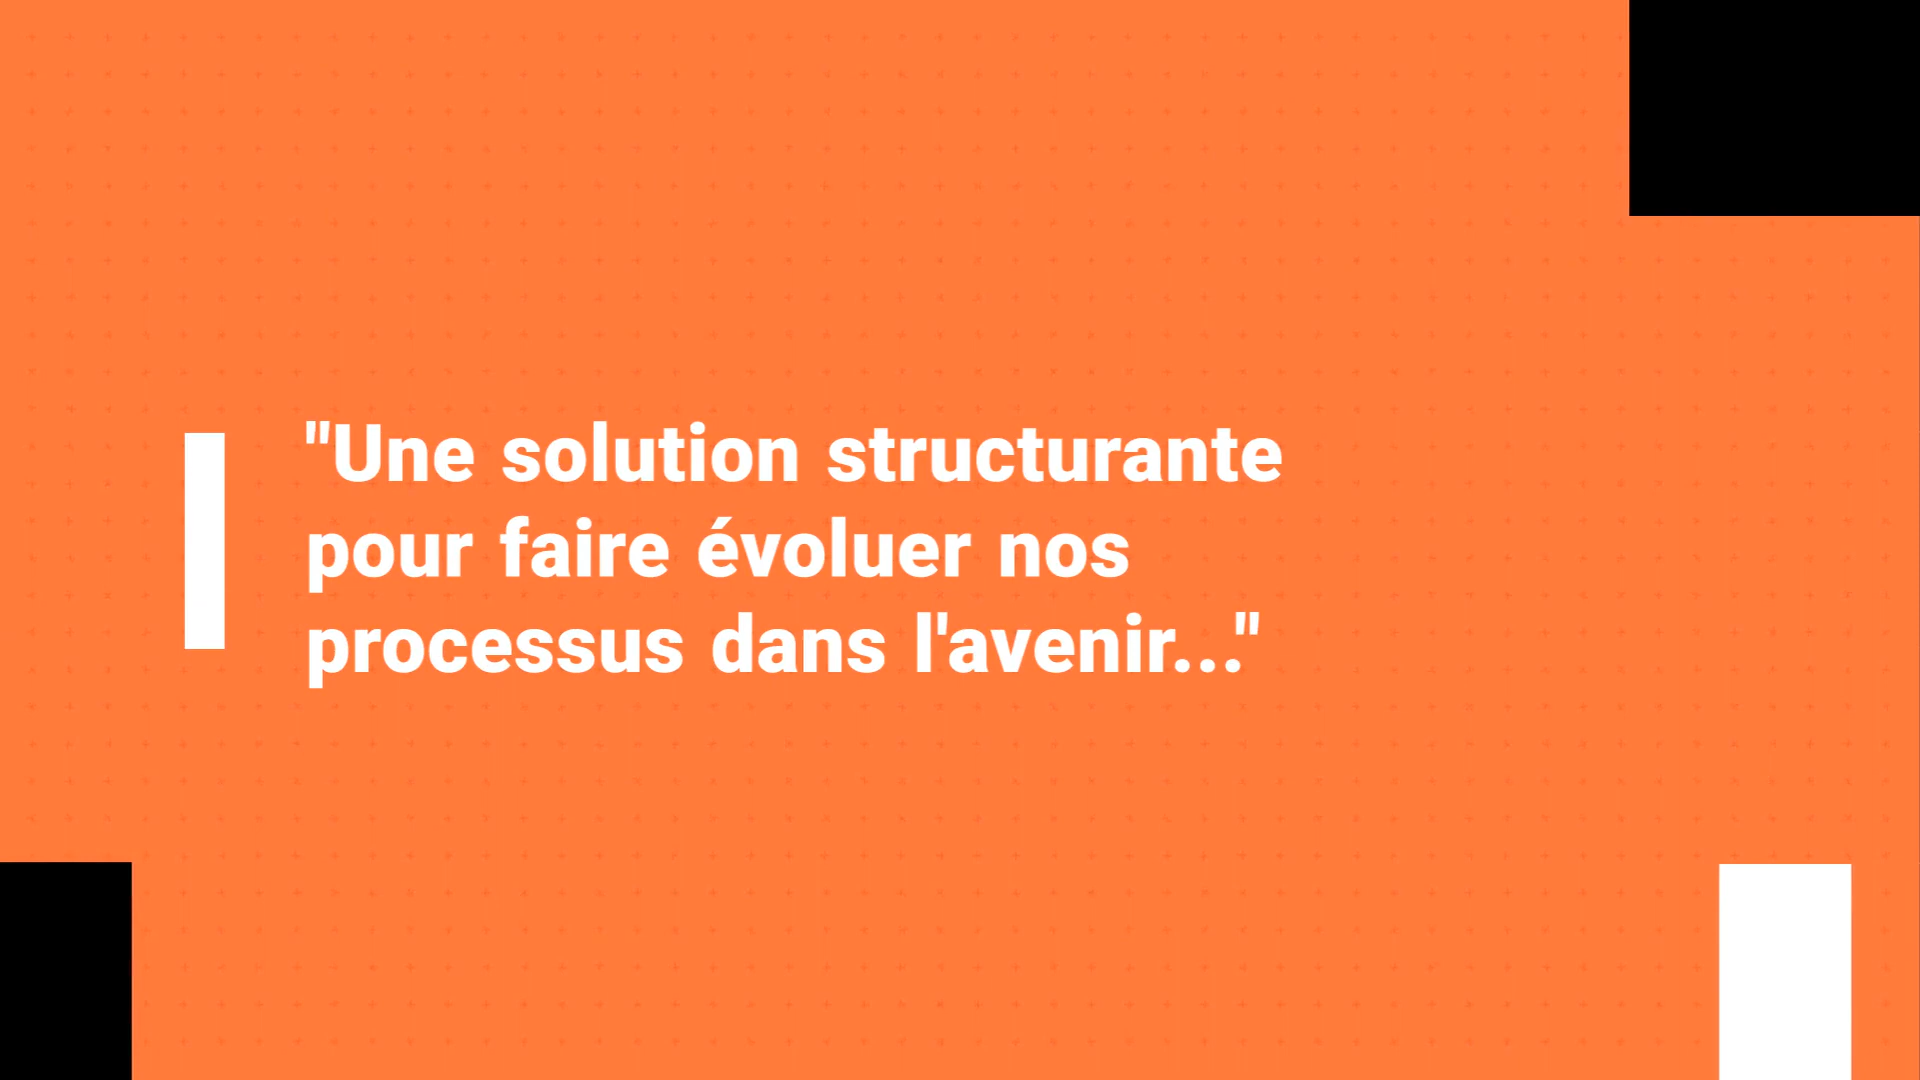 "Une solution structurante
pour faire évoluer nos
processus dans l'avenir..."